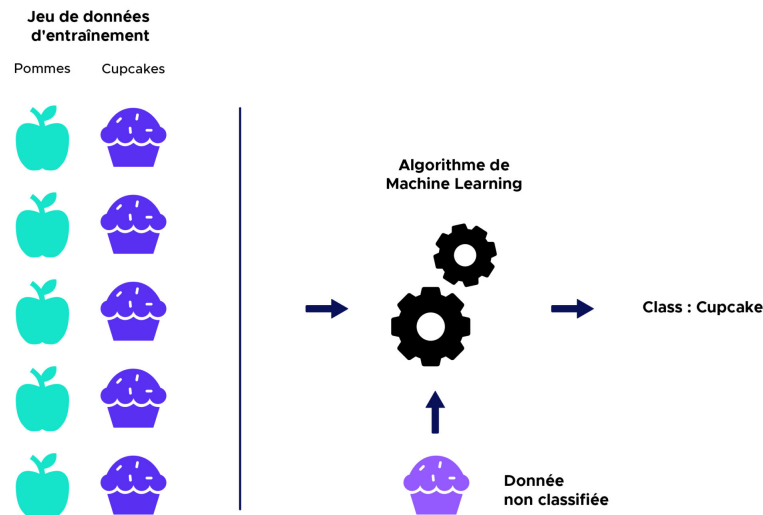 Jeu de données
d'entraînement
Pommes
Cupcakes
Algorithme de
Machine Learning
Class : Cupcake
Donnée
non classifiée